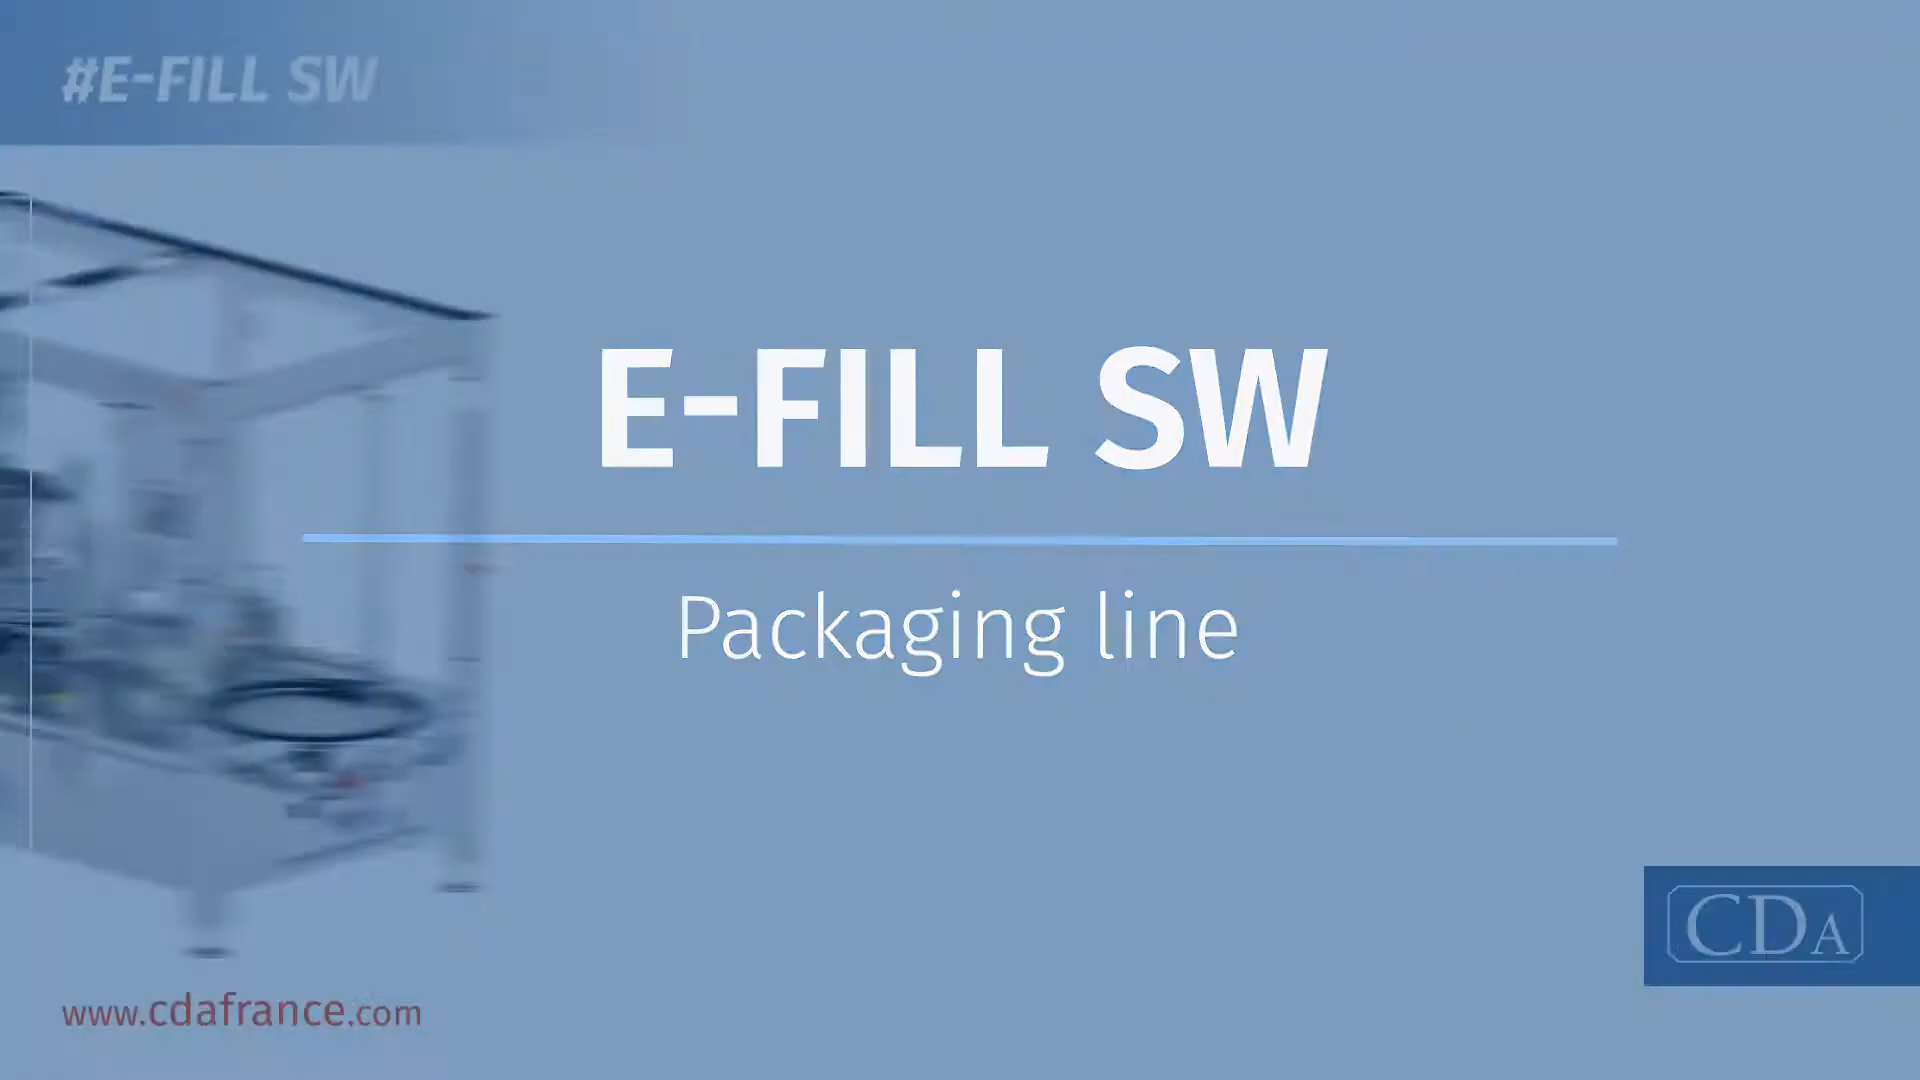 #E-FILL SW
E-FILL SW
Packaging line
CDA
www.cdafrance.com